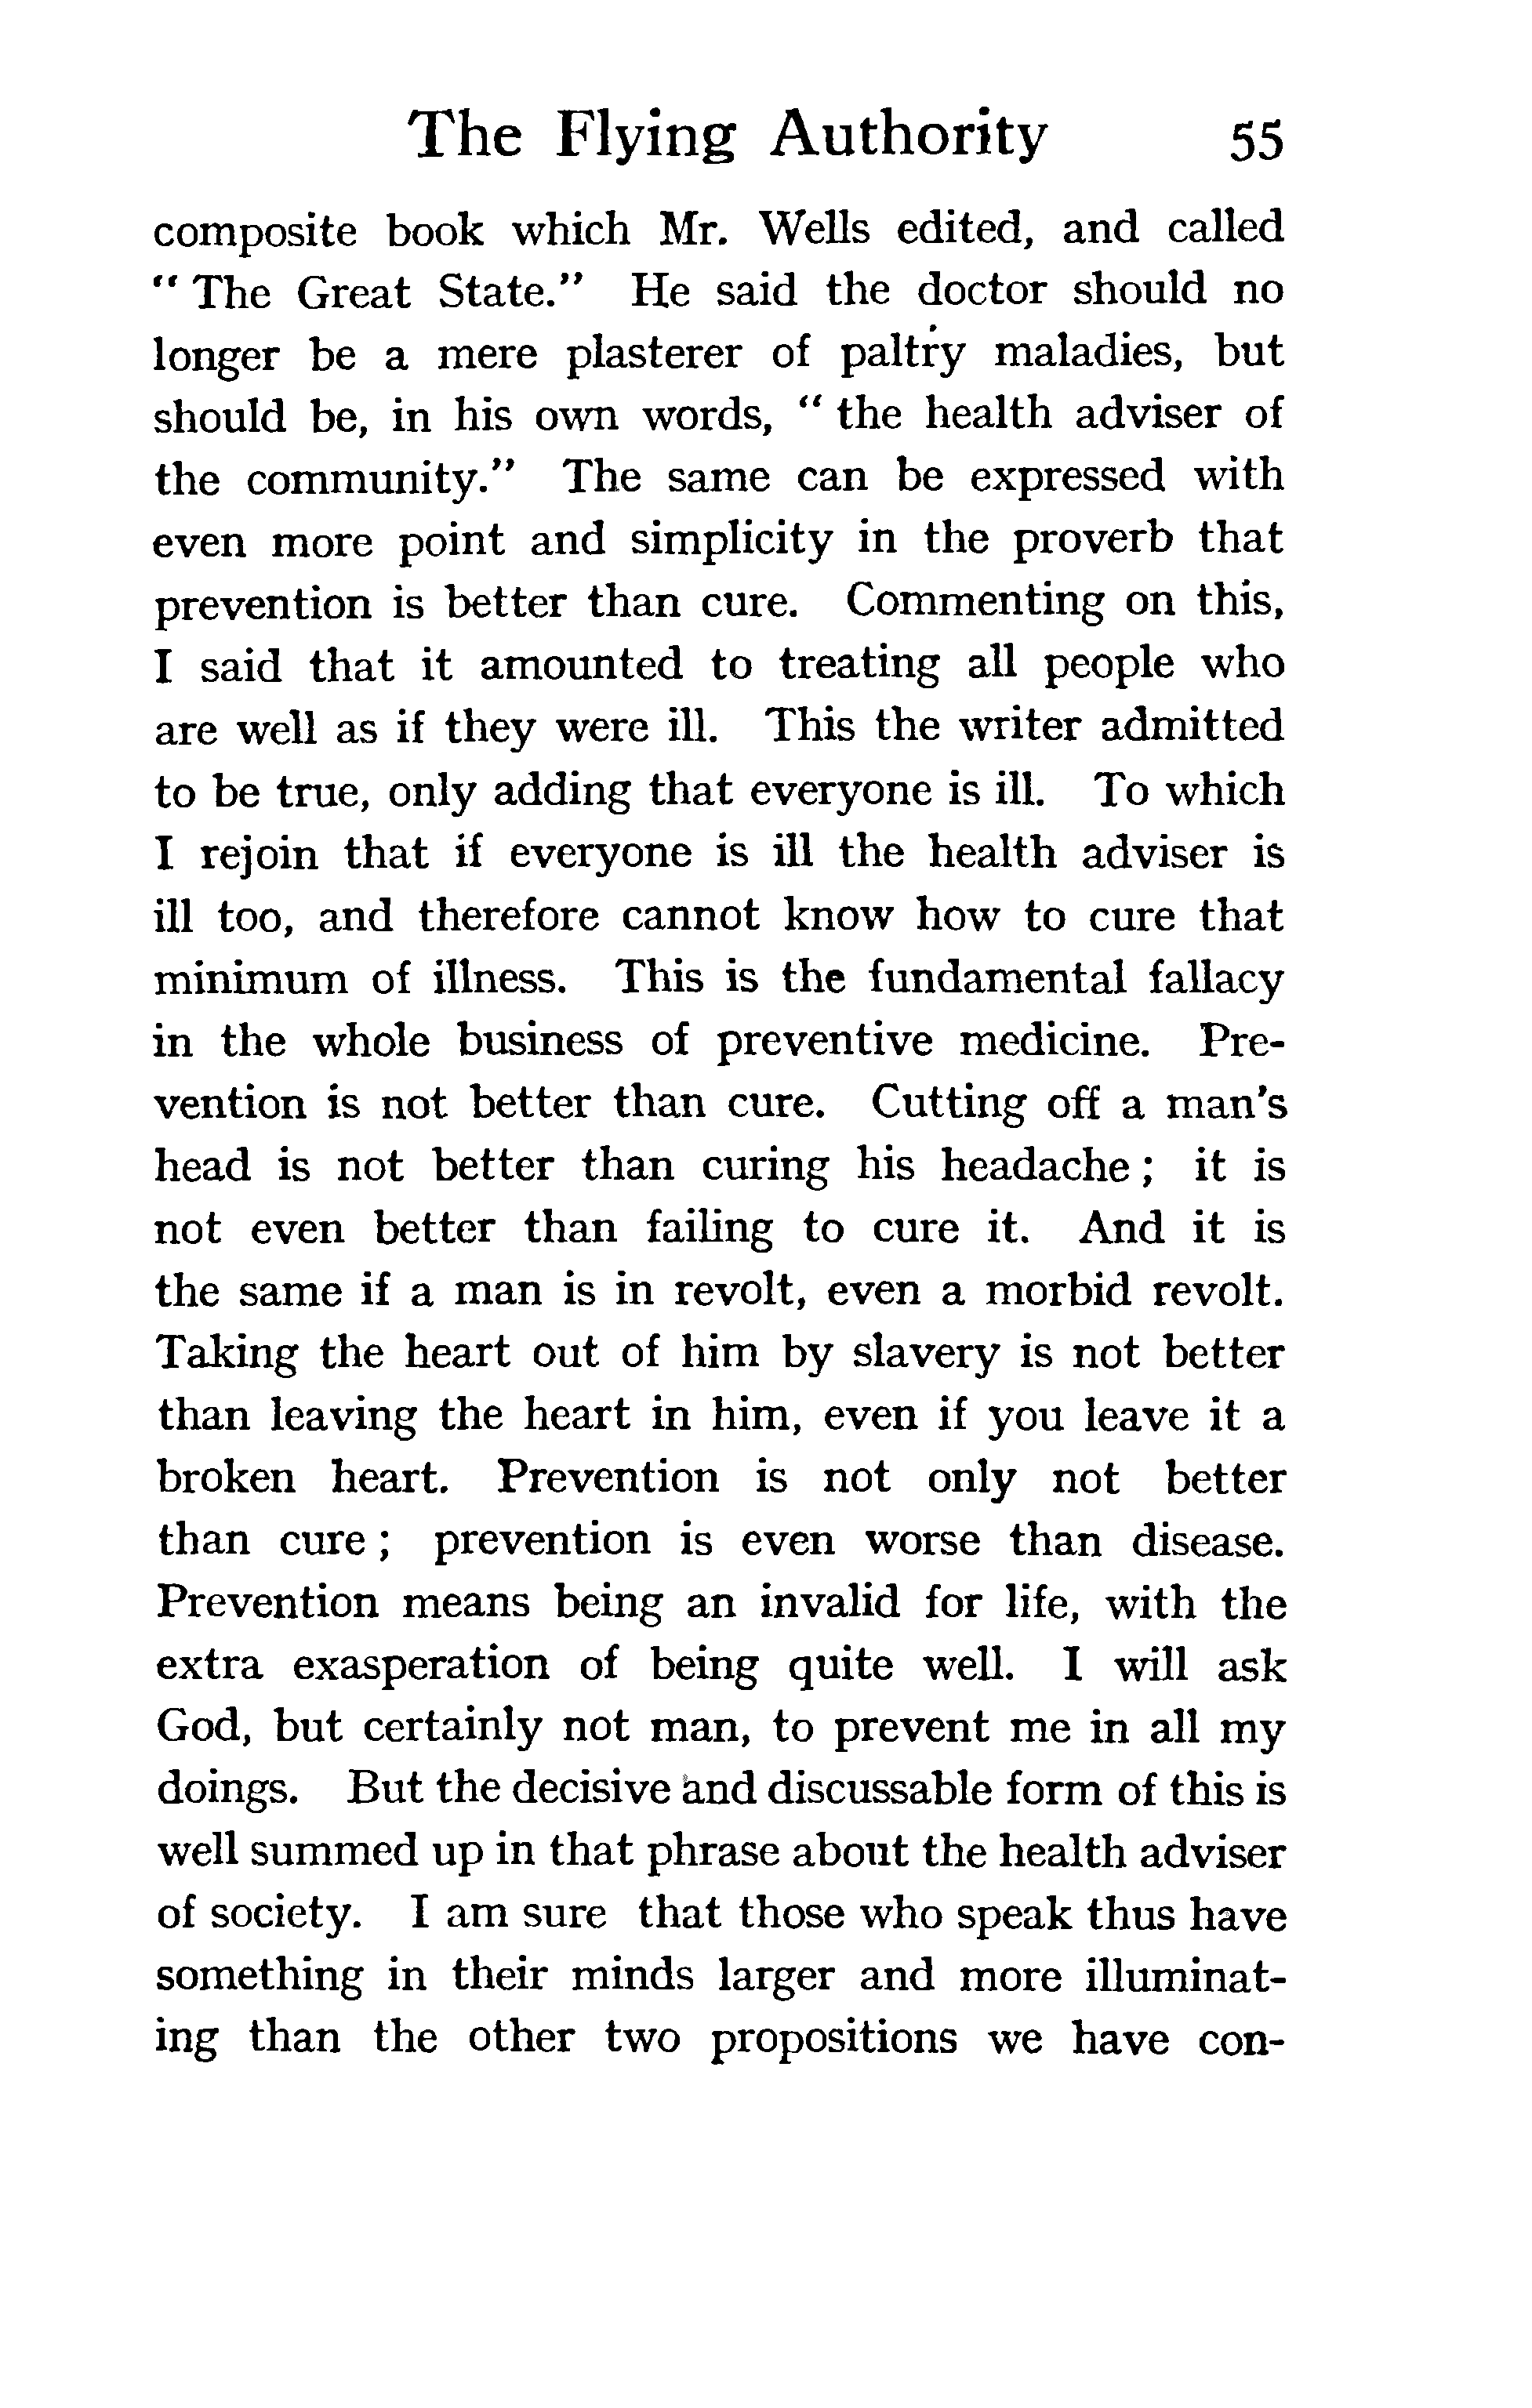 The Flying Authority 55
composite book which Mr. Wells edited, and called
“ The Great State.” He said the doctor should no
longer be a mere plasterer of paltry maladies, but
should be, in his own words, “ the health adviser of
the community.” The same can be expressed with
even more point and simplicity in the proverb that
prevention is better than cure. Commenting on this,
I said that it amounted to treating all people who
are well as if they were ill. This the writer admitted
to be true, only adding that everyone is ill. To which
I rejoin that if everyone is ill the health adviser is
ill too, and therefore cannot know how to cure that
minimum of illness. This is the fundamental fallacy
in the whole business of preventive medicine. Pre-
vention is not better than cure. Cutting off a man's
head is not better than curing his headache ; it is
not even better than failing to cure it. And it is
the same if a man is in revolt, even a morbid revolt.
Taking the heart out of him by slavery is not better
than leaving the heart in him, even if you leave it a
broken heart. Prevention is not only not better
than cure ; prevention is even worse than disease.
Prevention means being an invalid for life, with the
extra exasperation of being quite well. I will ask
God, but certainly not man, to prevent me in all my
doings. But the decisive and discussable form of this is
well summed up in that phrase about the health adviser
of society. I am sure that those who speak thus have
something in their minds larger and more illuminat-
ing than the other two propositions we have con-